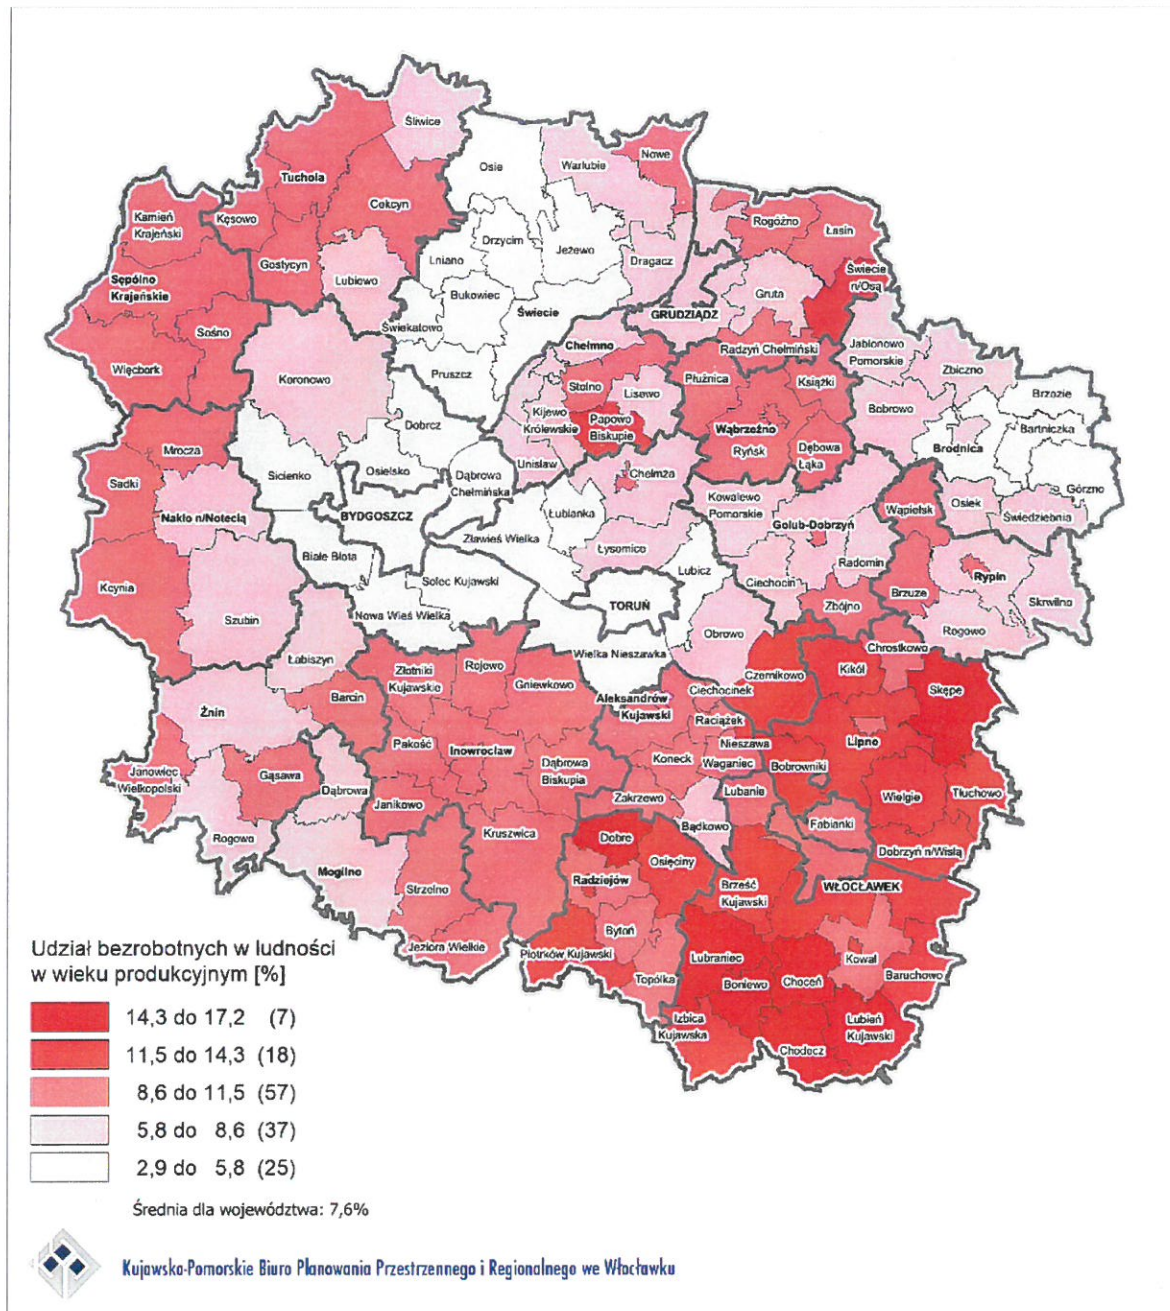 Śliwice
Osie
Warlubie
Nowe
Tuchola
Cekcyn
Kamień
Krajeński
Kęsowo
Rogóźno
Łasin
Drzycim
Jeżewo
Dragacz
Gostycyn
Lniano
Lubiewo
Świecie
n/Osą
Sępólno
Krajeńskie
Bukowiec
Gruta
Świecie
GRUDZIĄDZ
Sośno
Świekatowo
Chełmno
Radzyń Chełmiński
Jabłonowo
Pomorskie
Zbiczno
Więcbork
Koronowo
Pruszcz
Stolno
Lisewo
Płużnica
Książki
Brzozie
Bobrowo
Kijewo
Królewskie
Papowo
Biskupie
Wąbrzeźno
Bartniczka
Dobrcz
Brodnica
Mrocza
Ryńsk
Dębowa
Łąka
Osielsko
Unisław
Sicienko
Dąbrowa
Chełmińska
Chełmża
Górzno
Sadki
Kowalewo
Pomorskie
Wąpielsk
Osiek
Świedziebnia
Nakło n/Notecią
BYDGOSZCZ
Łubianka
Golub-Dobrzyń
Zławieś Wielka
Łysomice
Białe Błota
Radomin
Lubicz
Ciechocin
Rypin
Kcynia
Solec Kujawski
Brzuze
Skrwilno
Nowa Wieś Wielka
TORUŃ
Zbójno
Szubin
Obrowo
Rogowo
Łabiszyn
Wielka Nieszawka
Chrostkowo
Złotniki
Kujawskie
Rojewo
Czernikowo
Kikół
Gniewkowo
Ciechocinek
Skępe
Barcin
Aleksandrów
Kujawski
Żnin
Raciążek
Pakość
Inowrocław
Nieszawa
Lipno
Koneck
Waganiec
Dąbrowa
Biskupia
Bobrowniki
Janowiec
Wielkopolski
Gąsawa
Dąbrowa
Janikowo
Lubanie
Wielgie
Tłuchowo
Zakrzewo
Bądkowo
Fabianki
Rogowo
Kruszwica
Dobre
Osięciny
Dobrzyń n/Wisłą
Mogilno
Radziejów
Brześć
Kujawski
WŁOCŁAWEK
Strzelno
Bytoń
Jeziora Wielkie
Piotrków Kujawski
Lubraniec
Kowal
Topólka
Boniewo
Choceń
Baruchowo
Izbica
Kujawska
Lubień
Kujawski
Chodecz
Udział bezrobotnych w ludności
w wieku produkcyjnym [%]
14,3 do 17,2 (7)
11,5 do 14,3 (18)
8,6 do 11,5 (57)
5,8 do 8,6 (37)
2,9 do 5,8 (25)
Średnia dla województwa: 7,6%
Kujawsko-Pomorskie Biuro Planowania Przestrzennego i Regionalnego we Włocławku